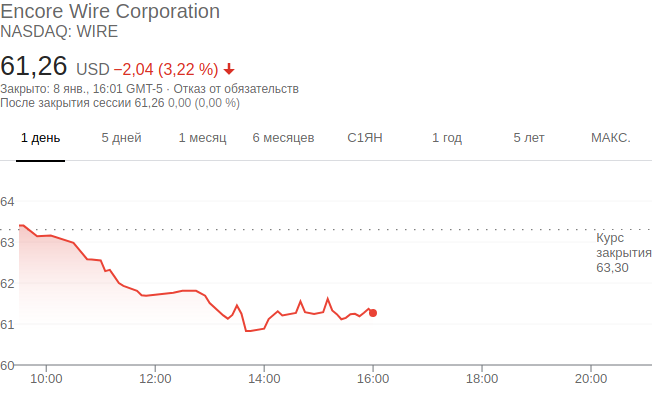 Encore Wire Corporation
NASDAQ: WIRE
61,26 USD −2,04 (3,22 %)
Закрыто: 8 янв., 16:01 GMT-5 · Отказ от обязательств
После закрытия сессии 61,26 0,00 (0,00 %)
1 день 5 дней 1 месяц 6 месяцев С1ЯН 1 год 5 лет МАКС.
64
63
62
61
60
Курс
закрытия
63,30
10:00 12:00 14:00 16:00 18:00 20:00